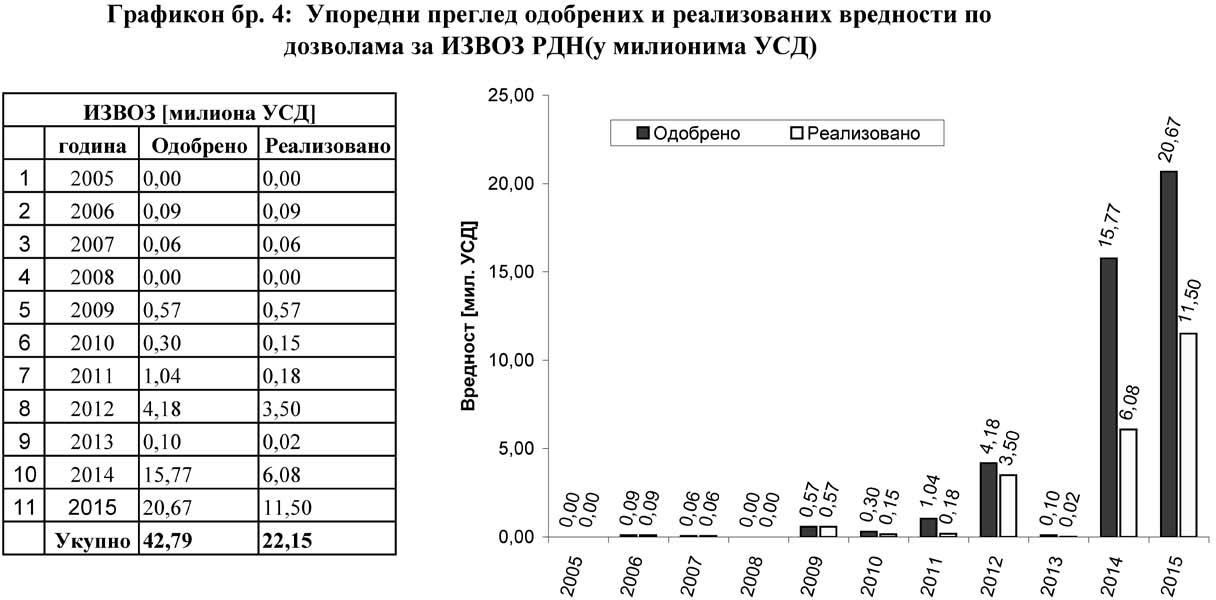 Графикон бр. 4: Упоредни преглед одобрених и реализованих вредности по
дозволама за ИЗВОЗ РДН(у милионима УСД)
ИЗВОЗ [милиона УСД]
година Одобрено Реализовано
1 2005 0,00 0,00
2 2006 0,09 0,09
3 2007 0,06 0,06
4 2008 0,00 0,00
5 2009 0,57 0,57
6 2010 0,30 0,15
7 2011 1,04 0,18
8 2012 4,18 3,50
9 2013 0,10 0,02
10 2014 15,77 6,08
11 2015 20,67 11,50
Укупно 42,79 22,15
Вредност [мил. УСД]
25,00
20,00
15,00
10,00
5,00
0,00
Одобрено Реализовано
0,00 0,00 0,09 0,09 0,06 0,06 0,00 0,00 0,57 0,57 0,30 0,15 1,04 0,18 4,18 3,50 0,10 0,02 15,77 6,08 20,67 11,50
2005 2006 2007 2008 2009 2010 2011 2012 2013 2014 2015